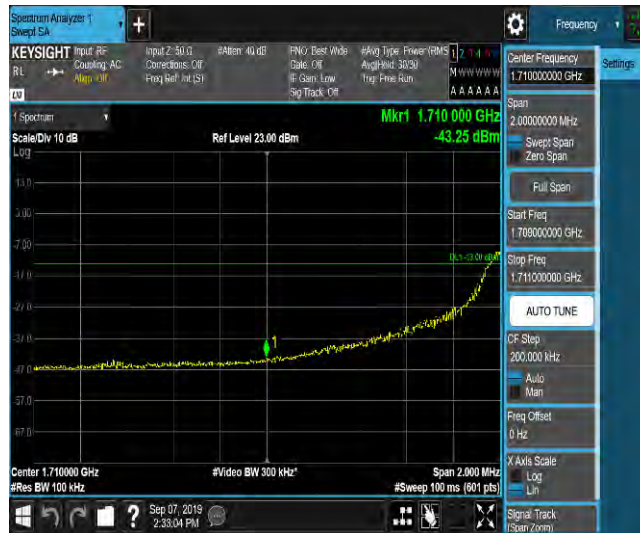 Spectrum Analyzer 1
Swept SA
+
Frequency
KEYSIGHT
Input: RF
Coupling: AC
Align: Off
Input Z: 50 Ω
Corrections: Off
Freq Ref: Int (S)
#Atten: 40 dB
PNO: Best Wide
Gate: Off
IF Gain: Low
Sig Track: Off
#Avg Type: Power (RMS
Avg|Hold: 30/30
Trig: Free Run
RL
LXI
A A A A A A
1 Spectrum
Scale/Div 10 dB
Log
Ref Level 23.00 dBm
Mkr1 1.710 000 GHz
-43.25 dBm
13.0
3.00
-7.00
DL1 -13.00 dBm
-17.0
-27.0
-37.0
1
-47.0
-57.0
-67.0
Center 1.710000 GHz
#Res BW 100 kHz
#Video BW 300 kHz*
Span 2.000 MHz
#Sweep 100 ms (601 pts)
Center Frequency
1.710000000 GHz
Settings
Span
2.00000000 MHz
Swept Span
Zero Span
Full Span
Start Freq
1.709000000 GHz
Stop Freq
1.711000000 GHz
AUTO TUNE
CF Step
200.000 kHz
Auto
Man
Freq Offset
0 Hz
X Axis Scale
Log
Lin
Signal Track
(Span Zoom)
?
Sep 07, 2019
2:33:04 PM